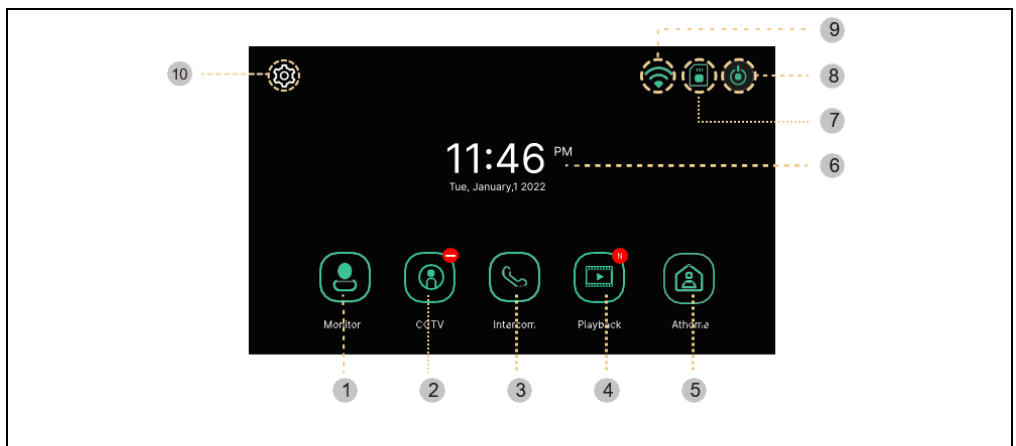 9
10
8
7
11:46 PM
6
Tue, January,1 2022
N
Monitor
CCTV
Intercom
Playback
Athome
1
2
3
4
5